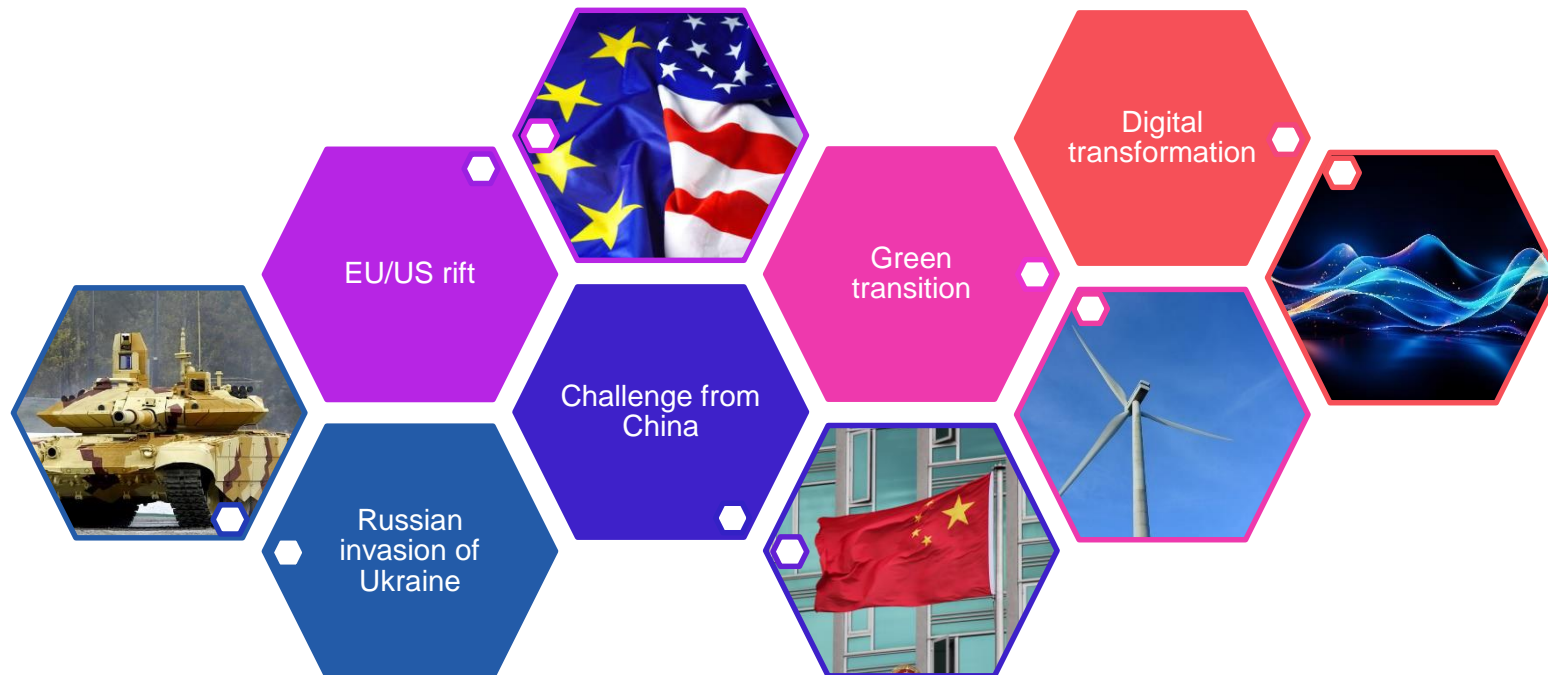 Digital
transformation
EU/US rift
Green
transition
Challenge from
China
Russian
invasion of
Ukraine